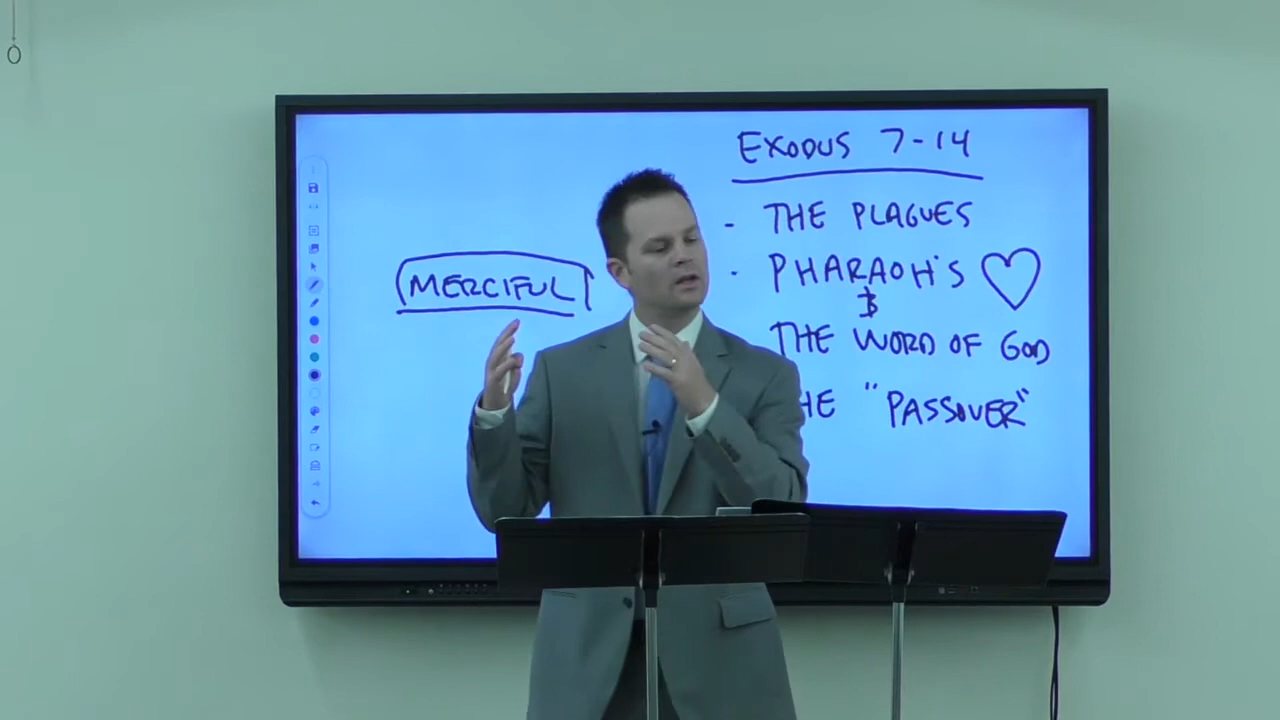 EXODUS 7-14
- THE PLAGUES
- PHARAOH'S ♡
&
THE WORD OF GOD
HE "PASSOVER"
MERCIFUL